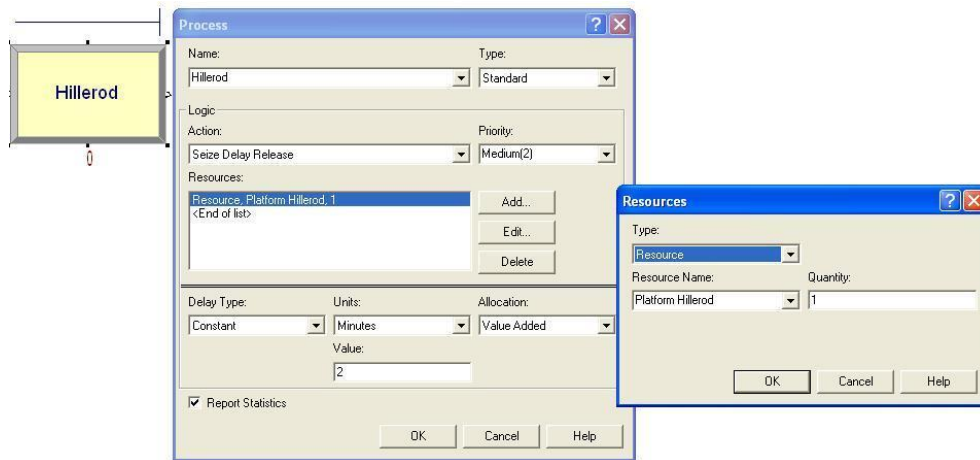 Hillerod
0
Process
Name:
Type:
Hillerod
Standard
Logic
Action:
Priority:
Seize Delay Release
Medium(2)
Resources:
Resource, Platform Hillerod, 1
<End of list>
Add...
Edit...
Delete
Delay Type:
Units:
Allocation:
Constant
Minutes
Value Added
Value:
2
Report Statistics
OK
Cancel
Help
Resources
Type:
Resource
Resource Name:
Quantity:
Platform Hillerod
1
OK
Cancel
Help